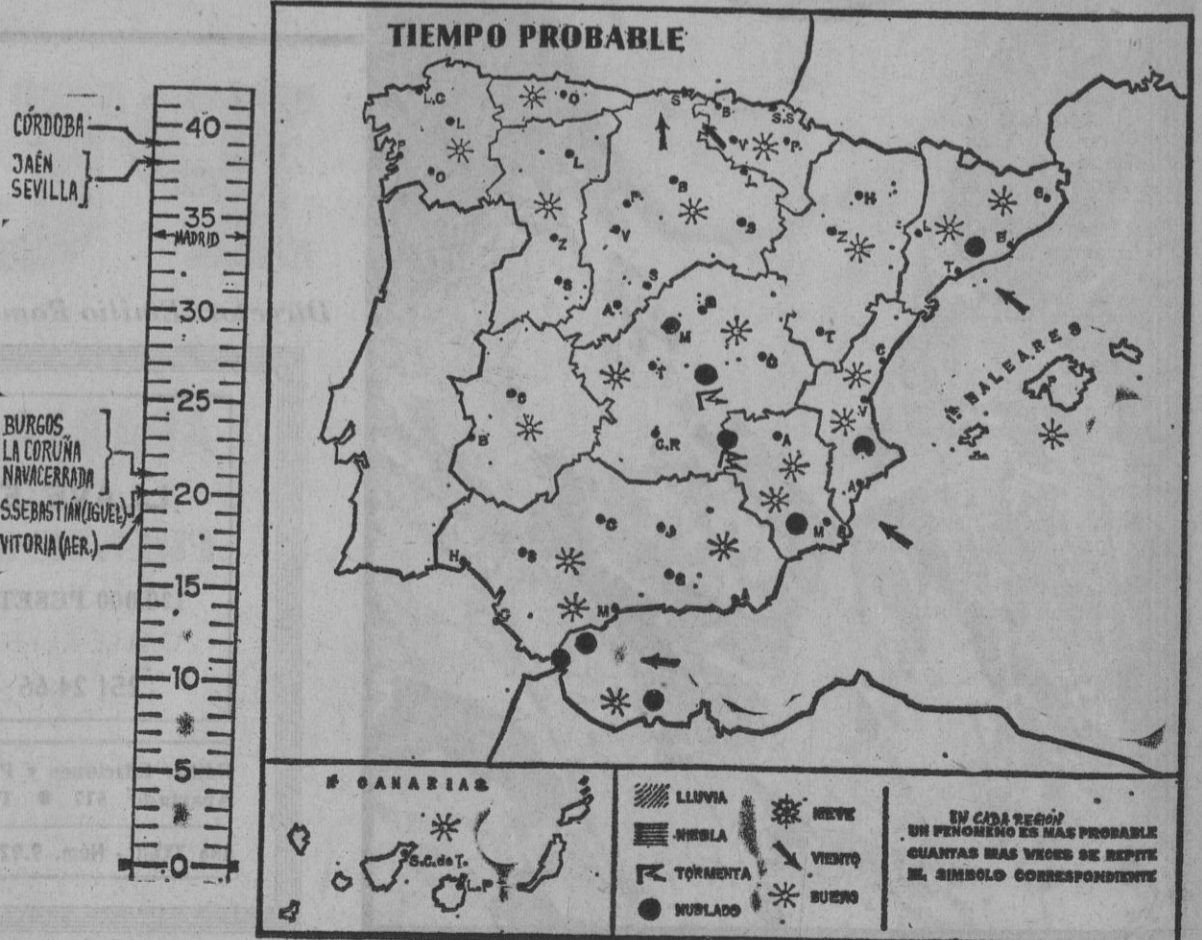 TIEMPO PROBABLE
CÓRDOBA
JAÉN
SEVILLA
40
35
MADRID
30
25
BURGOS
LA CORUÑA
NAVACERRADA
20
S SEBASTIAN (IGUEL.)
VITORIA (AER.)
15
10
5
0
L.C
L
O
O
S
B
S.S
V
P.
L
L
B
P.
S
V
Z
S
S
A
H
Z
L
G
B
T
G
M
T
T
C
C
V
C
B
C.R
A
A
M
C
J
S
G
H
C
M
A
BALEARES
CANARIAS
S.C. de T.
L.P
LLUVIA
NIEBLA
TORMENTA
NUBLADO
NIEVE
VIENTO
BUENO
EN CADA REGIÓN
UN FENOMENO ES MAS PROBABLE
CUANTAS MAS VECES SE REPITE
EL SIMBOLO CORRESPONDIENTE